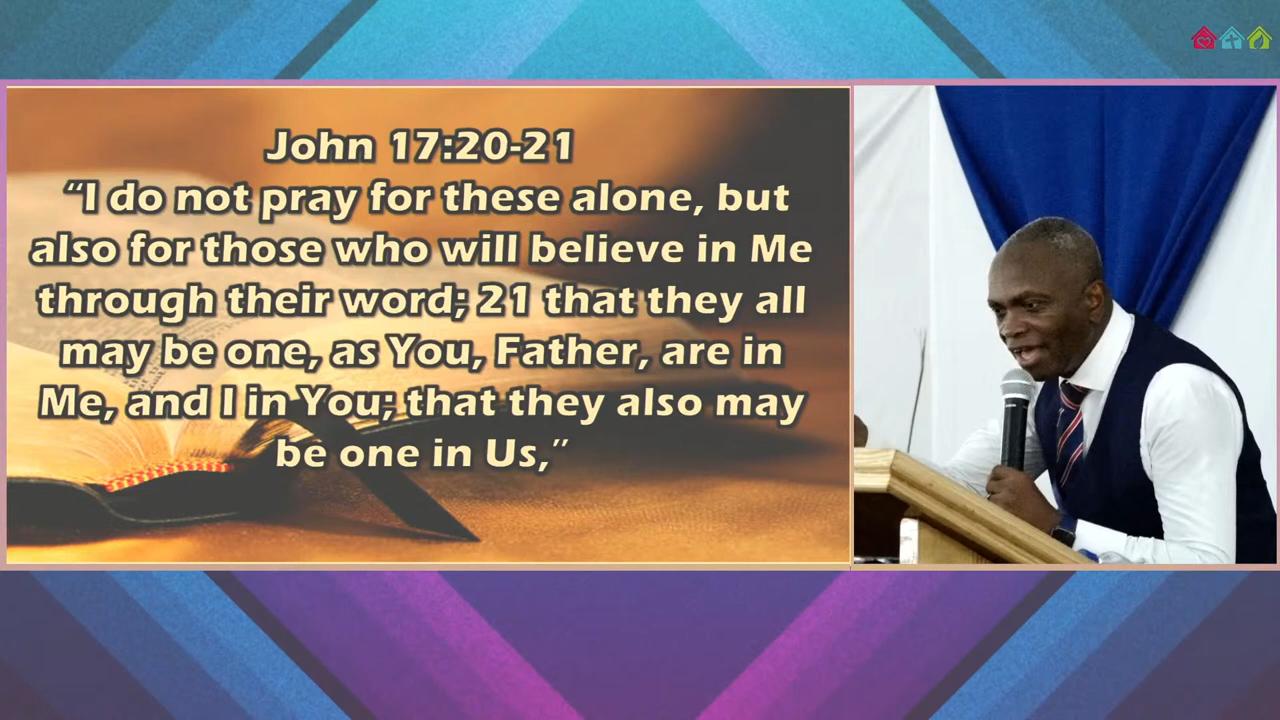 John 17:20-21
“I do not pray for these alone, but
also for those who will believe in Me
through their word; 21 that they all
may be one, as You, Father, are in
Me, and I in You; that they also may
be one in Us,”